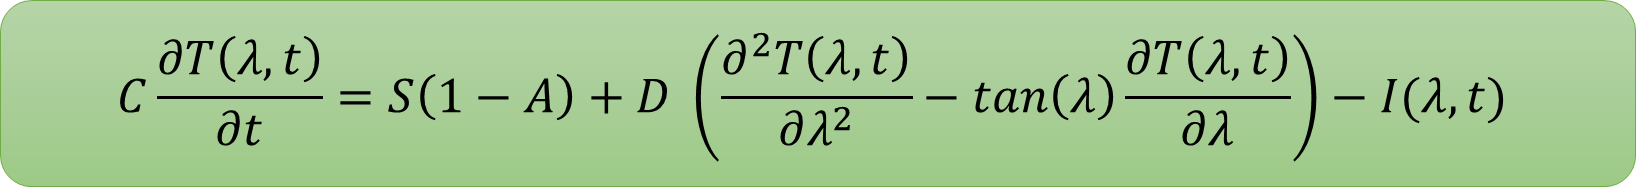 C ∂T(λ, t)/∂t = S(1 − A) + D (∂²T(λ, t)/∂λ² − tan(λ) ∂T(λ, t)/∂λ) − I(λ, t)